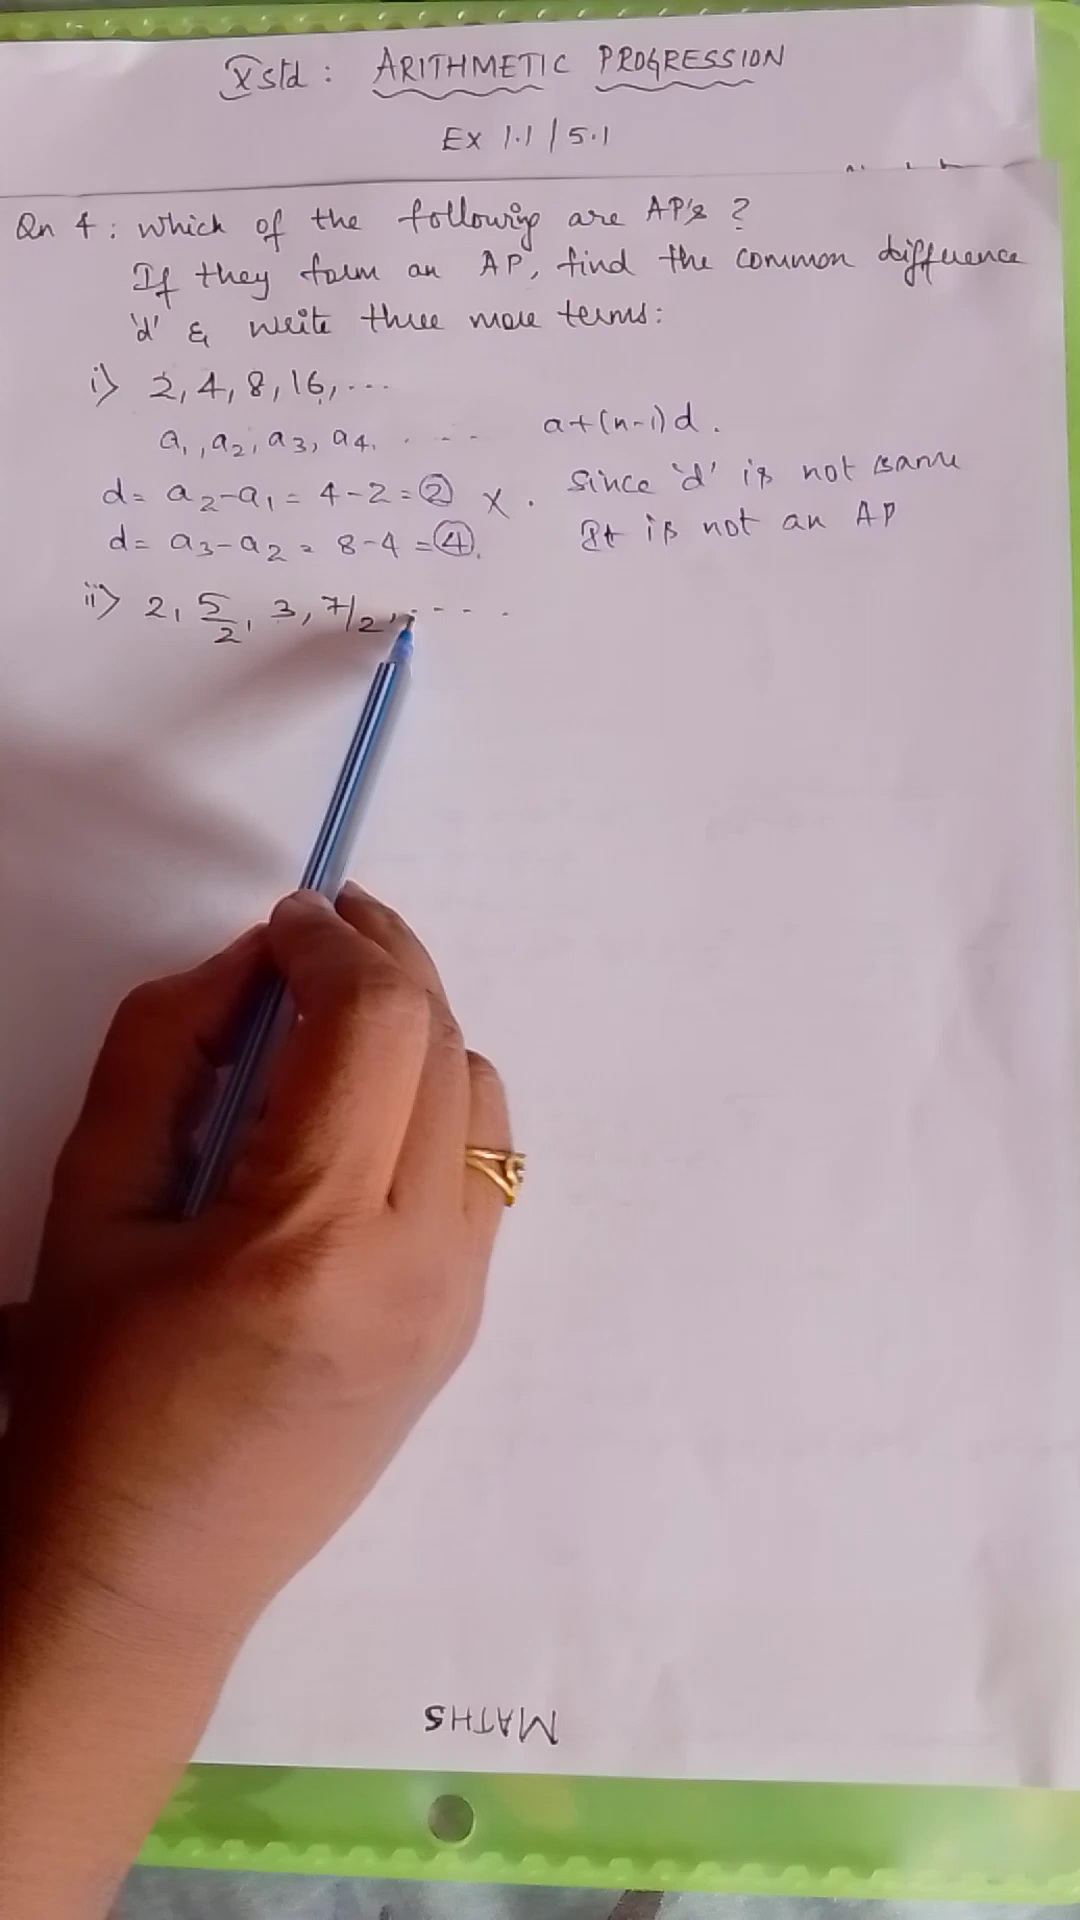 X std : ARITHMETIC PROGRESSION
Ex 1.1 / 5.1
Qn 4 : Which of the following are AP's ?
If they form an AP, find the common difference
'd' & write three more terms:
i) 2, 4, 8, 16, ...
a1, a2, a3, a4, . . - -
a+(n-1)d .
d = a2-a1 = 4-2 = 2 X .
Since 'd' is not same
d = a3-a2 = 8-4 = 4.
It is not an AP
ii) 2, 5/2, 3, 7/2, - - - .
MATHS